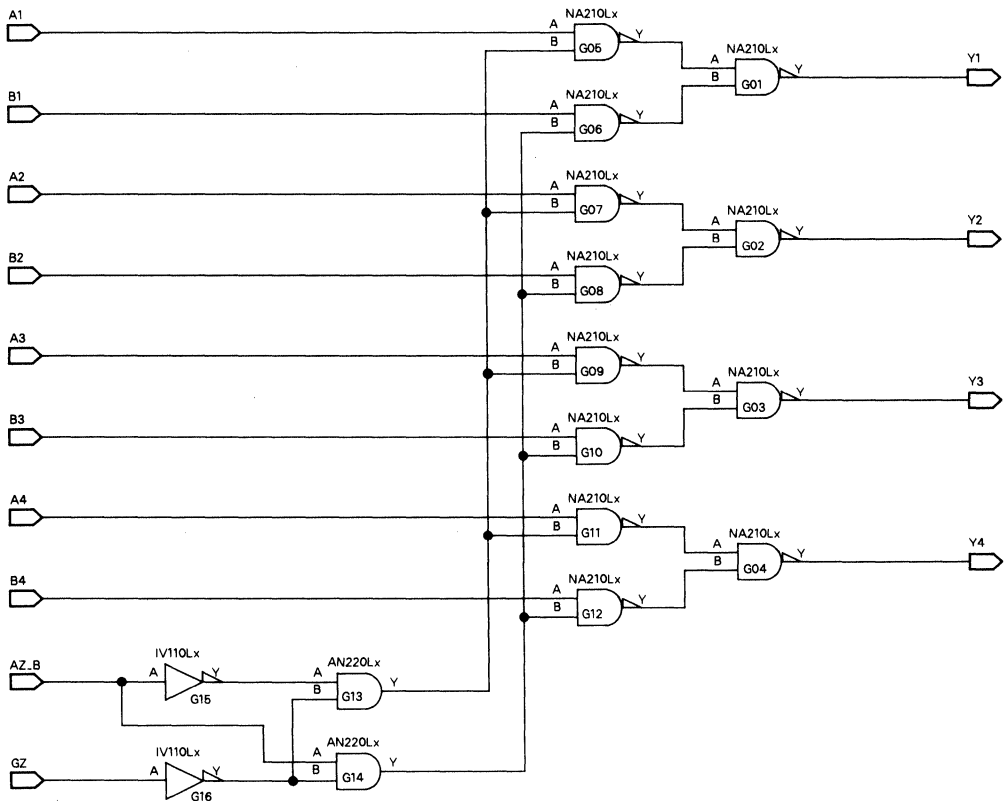 A1
NA210Lx
A
B
G05
Y
NA210Lx
A
B
G01
Y
Y1
B1
NA210Lx
A
B
G06
Y
A2
NA210Lx
A
B
G07
Y
NA210Lx
A
B
G02
Y
Y2
B2
NA210Lx
A
B
G08
Y
A3
NA210Lx
A
B
G09
Y
NA210Lx
A
B
G03
Y
Y3
B3
NA210Lx
A
B
G10
Y
A4
NA210Lx
A
B
G11
Y
NA210Lx
A
B
G04
Y
Y4
B4
NA210Lx
A
B
G12
Y
AZ_B
IV110Lx
A
Y
G15
AN220Lx
A
B
G13
Y
GZ
IV110Lx
A
Y
G16
AN220Lx
A
B
G14
Y